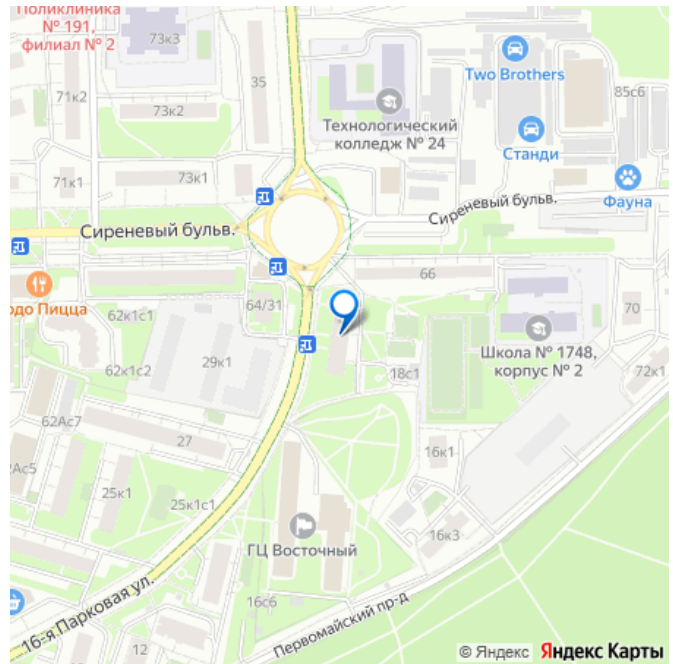 Поликлиника
№ 191,
филиал № 2
73к3
35
71к2
73к2
Two Brothers
85с6
Технологический
колледж № 24
Станди
71к1
73к1
Фауна
Сиреневый бульв.
Сиреневый бульв.
66
одо Пицца
64/31
62к1с1
70
29к1
Школа № 1748,
корпус № 2
62к1с2
18с1
72к1
62Ас7
27
16к1
2Ас5
25к1
25к1с1
ГЦ Восточный
16к3
16-я Парковая ул.
12
16с6
Первомайский пр-д
© Яндекс Яндекс Карты